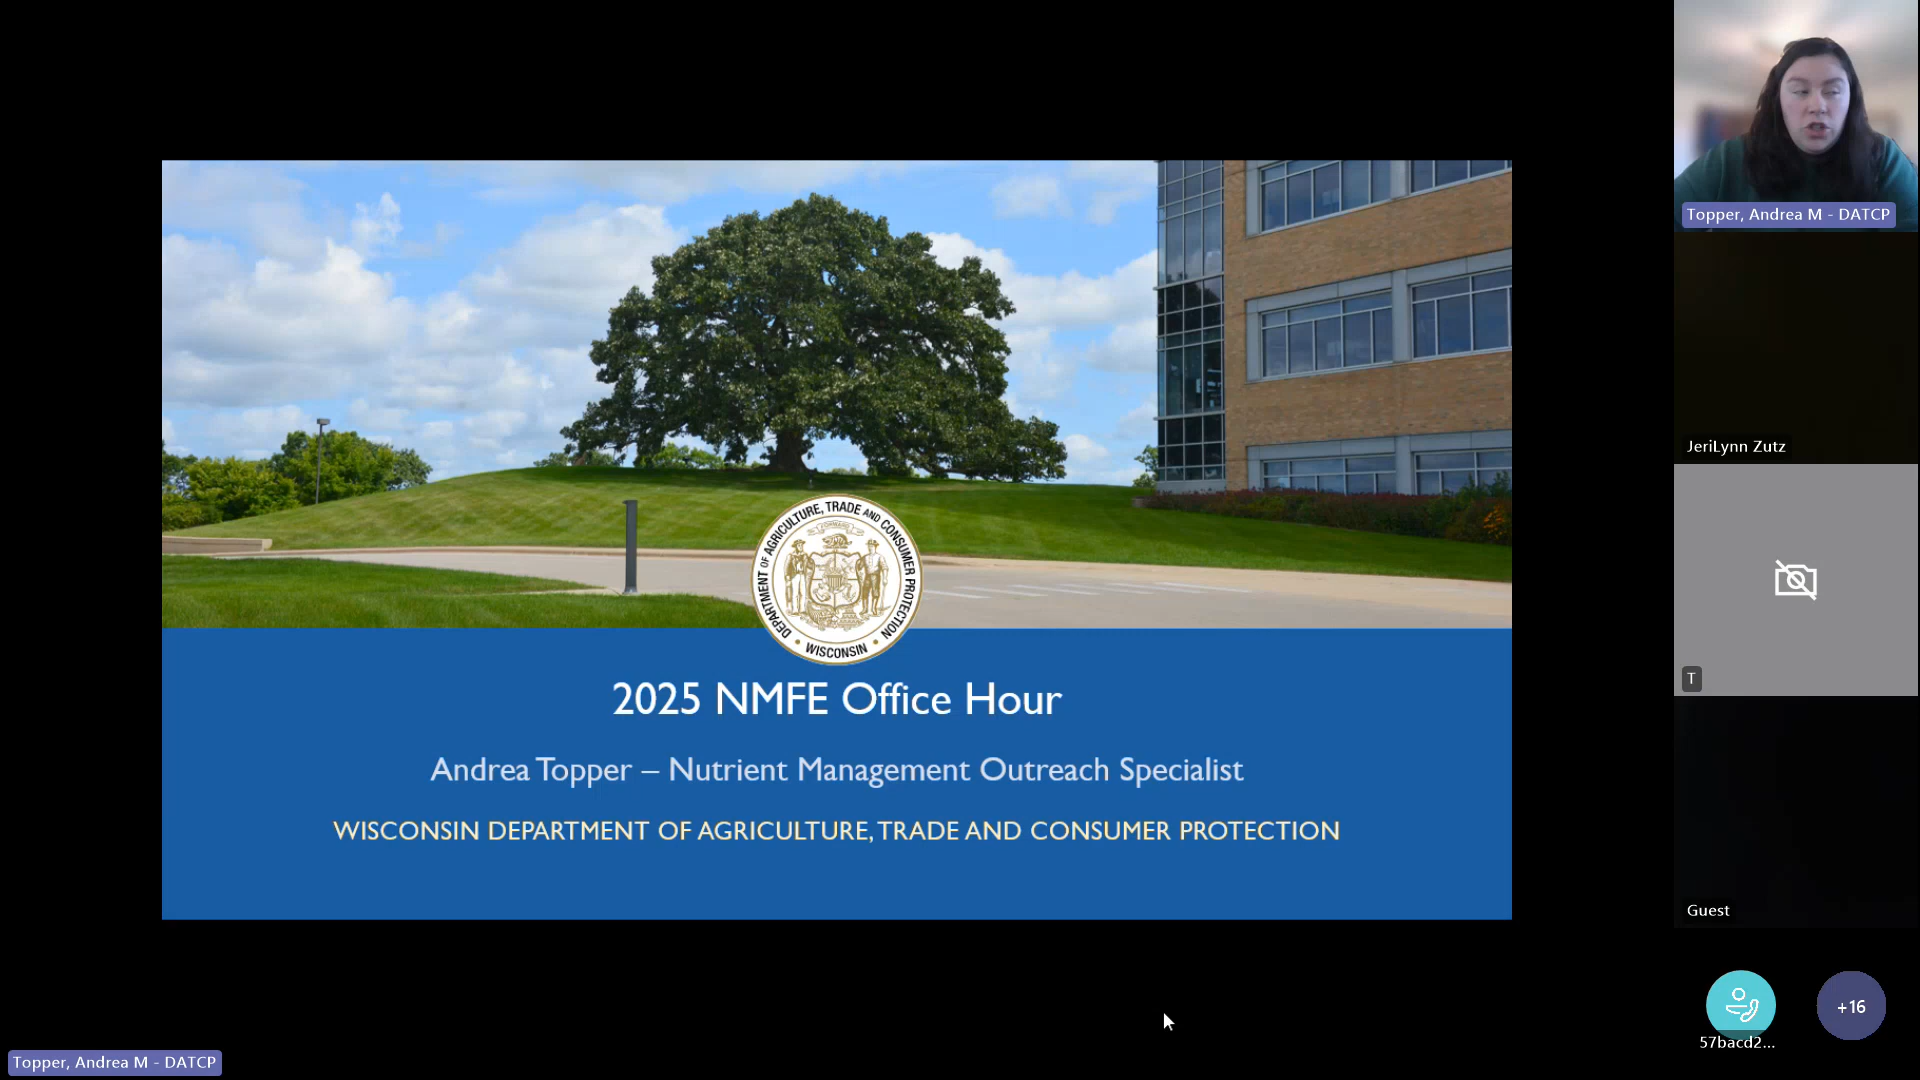 DEPARTMENT OF AGRICULTURE, TRADE AND CONSUMER PROTECTION
FORWARD
WISCONSIN
2025 NMFE Office Hour
Andrea Topper – Nutrient Management Outreach Specialist
WISCONSIN DEPARTMENT OF AGRICULTURE, TRADE AND CONSUMER PROTECTION
Topper, Andrea M - DATCP
Topper, Andrea M - DATCP
JeriLynn Zutz
T
Guest
57bacd2...
+16